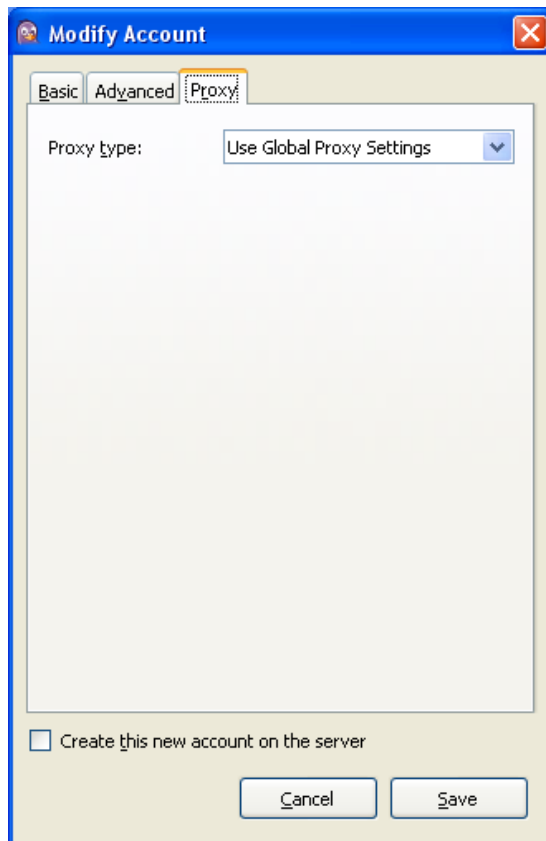 Modify Account
Basic Advanced Proxy
Proxy type: Use Global Proxy Settings
Create this new account on the server
Cancel Save